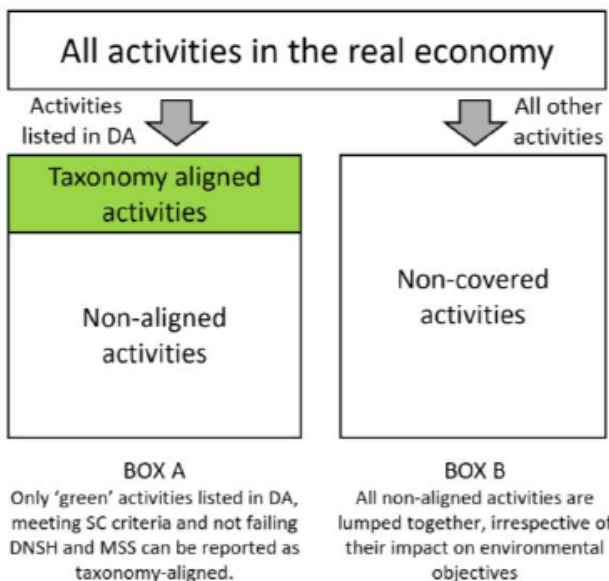 All activities in the real economy
Activities
listed in DA
All other
activities
Taxonomy aligned
activities
Non-aligned
activities
Non-covered
activities
BOX A
Only ‘green’ activities listed in DA,
meeting SC criteria and not failing
DNSH and MSS can be reported as
taxonomy-aligned.
BOX B
All non-aligned activities are
lumped together, irrespective of
their impact on environmental
objectives